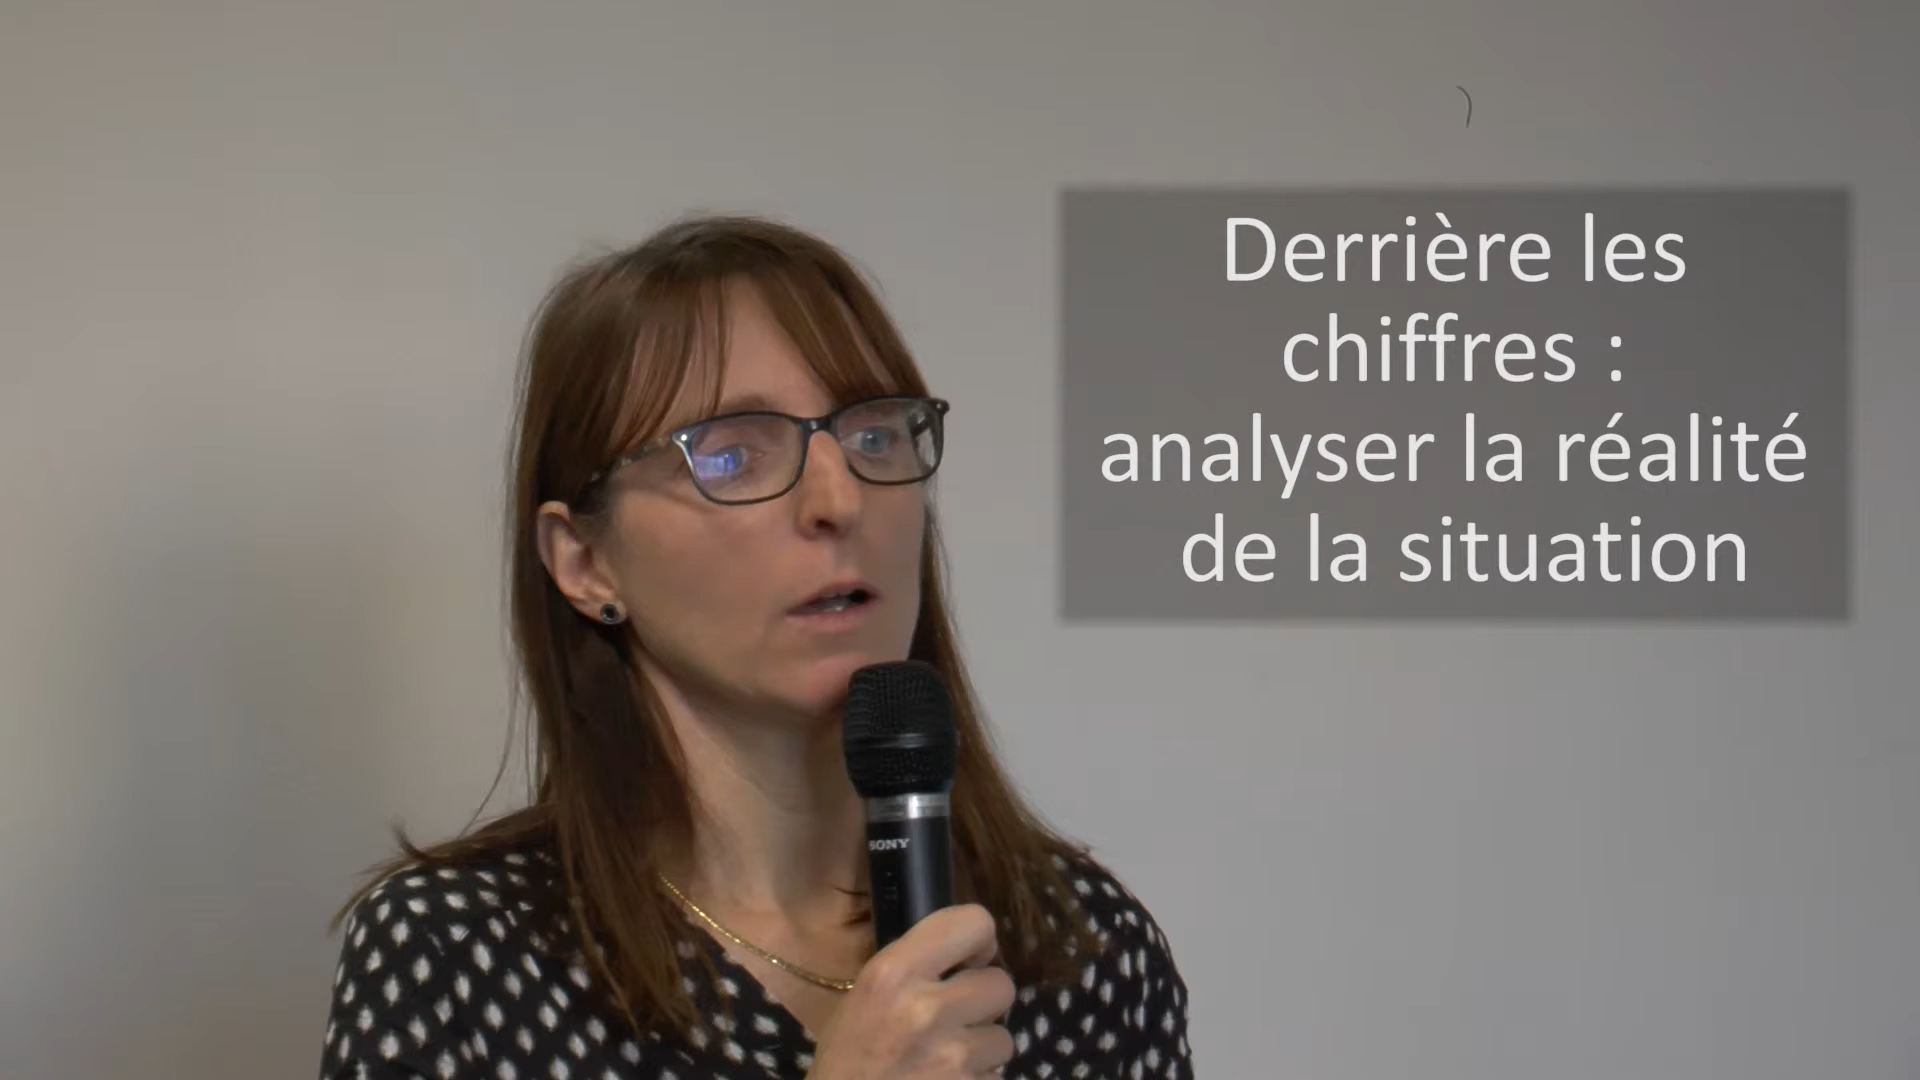 Derrière les
chiffres :
analyser la réalité
de la situation
SONY